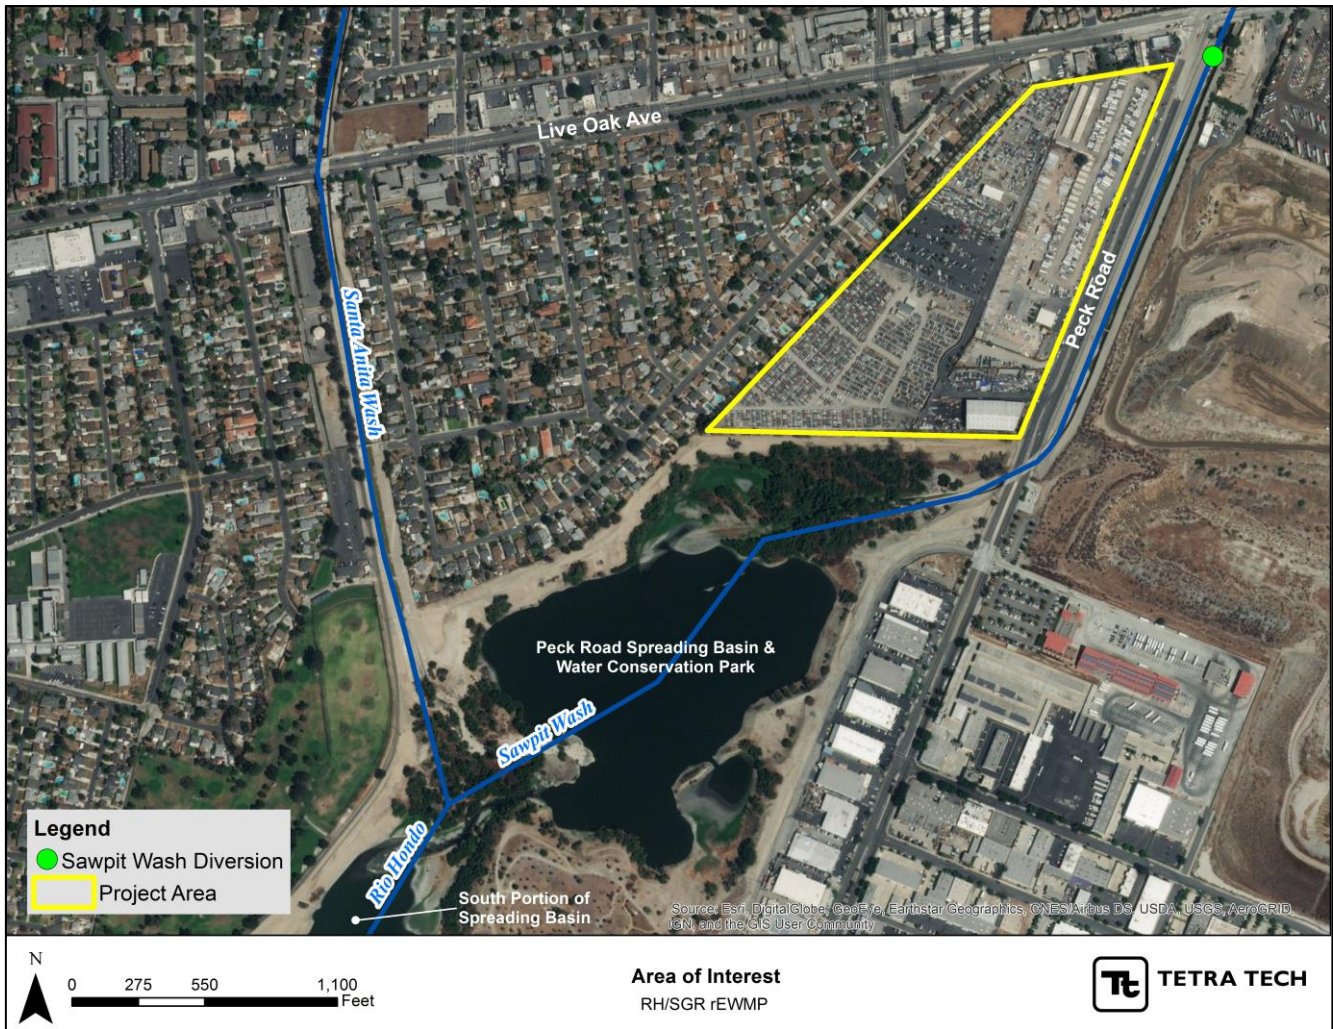 Live Oak Ave
Peck Road
Santa Anita Wash
Peck Road Spreading Basin &
Water Conservation Park
Sawpit Wash
Rio Hondo
South Portion of
Spreading Basin
Legend
Sawpit Wash Diversion
Project Area
Source: Esri, DigitalGlobe, GeoEye, Earthstar Geographics, CNES/Airbus DS, USDA, USGS, AeroGRID,
IGN, and the GIS User Community
N
0 275 550 1,100
Feet
Area of Interest
RH/SGR rEWMP
Tt TETRA TECH